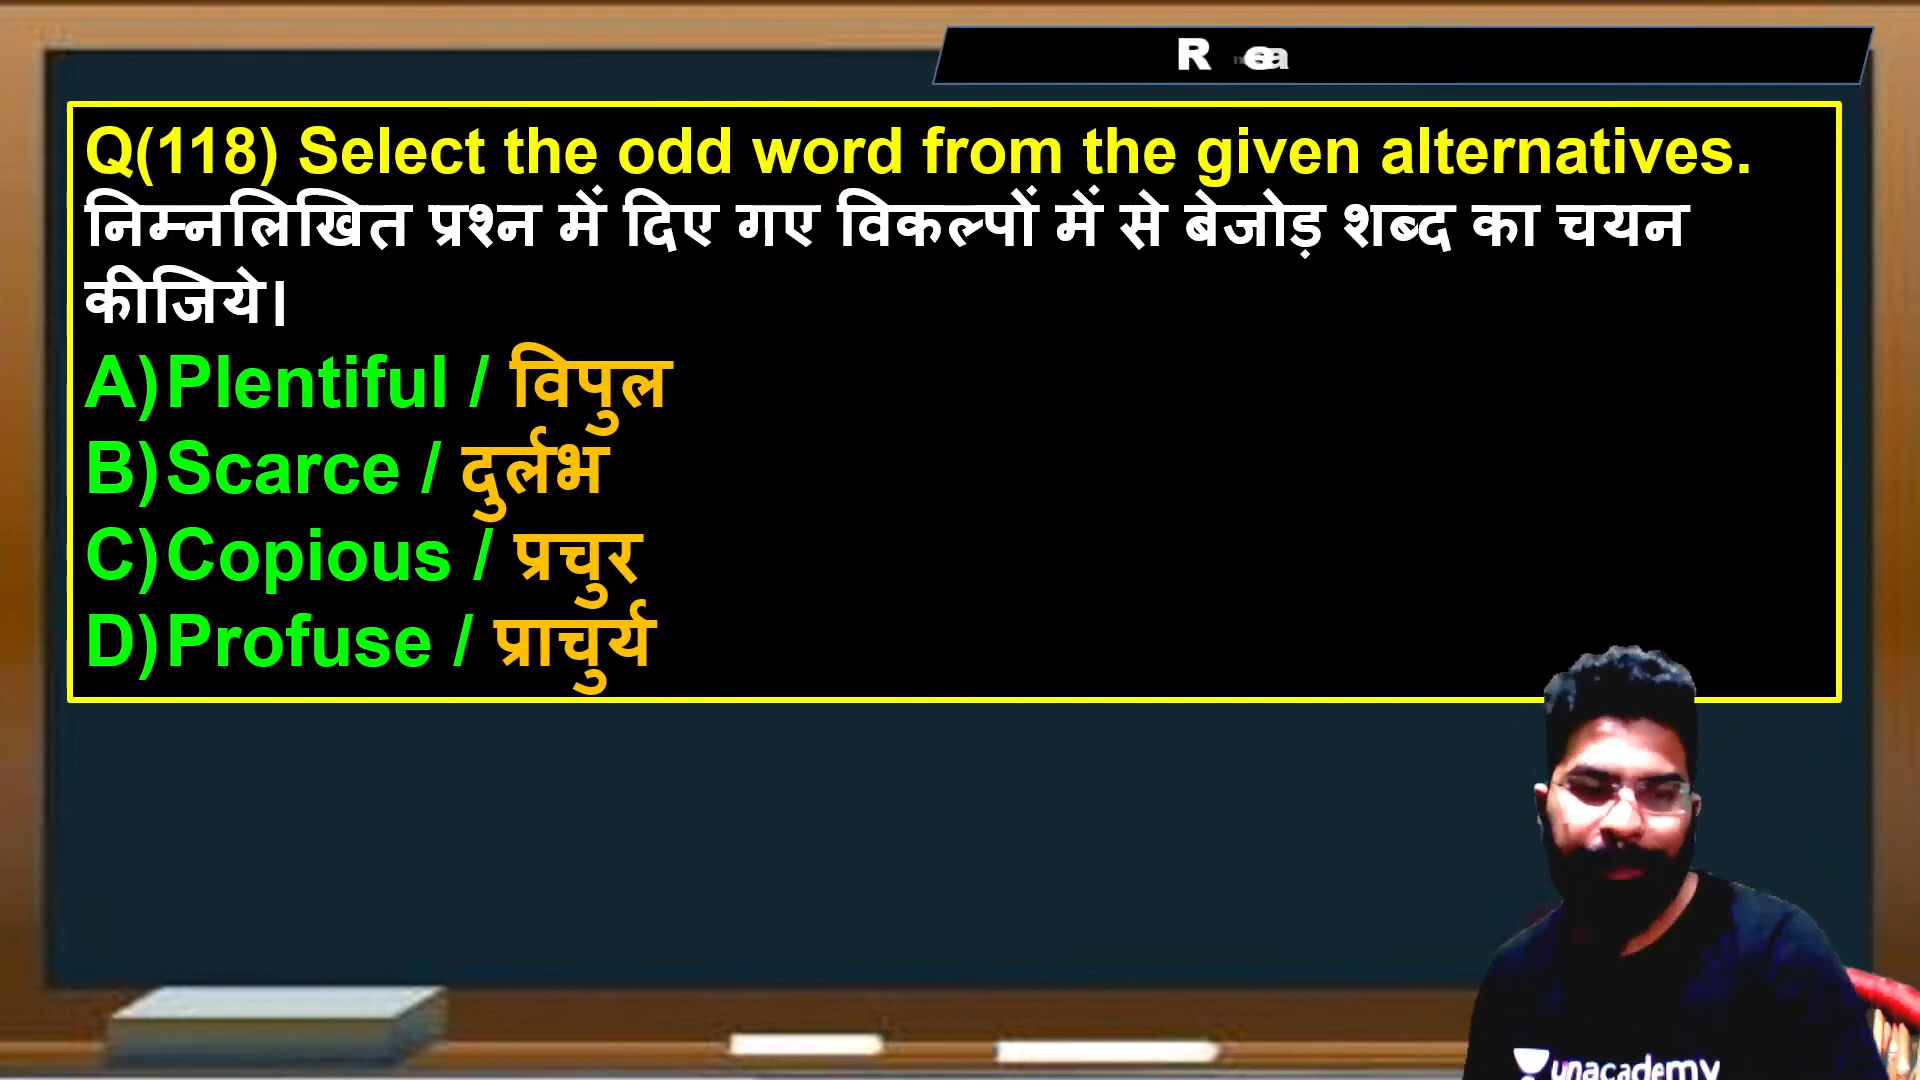 Q(118) Select the odd word from the given alternatives.
निम्नलिखित प्रश्न में दिए गए विकल्पों में से बेजोड़ शब्द का चयन
कीजिये।
A)Plentiful / विपुल
B)Scarce / दुर्लभ
C)Copious / प्रचुर
D)Profuse / प्राचुर्य
unacademy